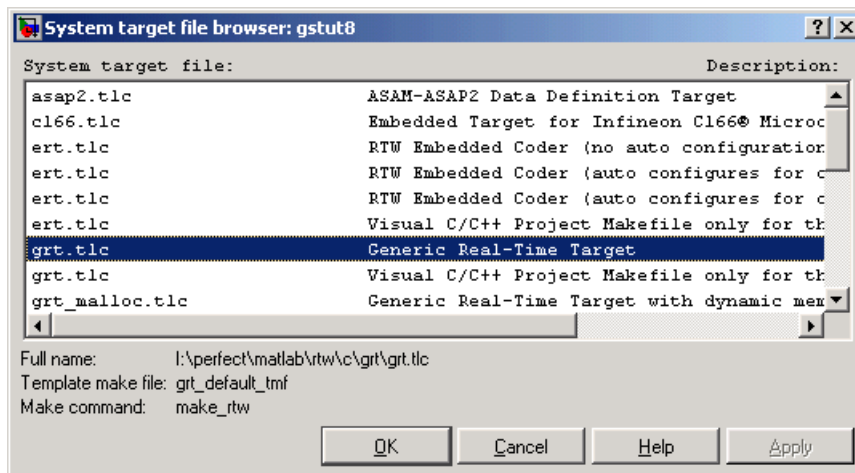 System target file browser: gstut8
System target file: Description:
asap2.tlc ASAM-ASAP2 Data Definition Target
c166.tlc Embedded Target for Infineon C166® Microc
ert.tlc RTW Embedded Coder (no auto configuration
ert.tlc RTW Embedded Coder (auto configures for
ert.tlc RTW Embedded Coder (auto configures for
ert.tlc Visual C/C++ Project Makefile only for th
grt.tlc Generic Real-Time Target
grt.tlc Visual C/C++ Project Makefile only for th
grt_malloc.tlc Generic Real-Time Target with dynamic mem
Full name: I:\perfect\matlab\rtw\c\grt\grt.tlc
Template make file: grt_default_tmf
Make command: make_rtw
OK Cancel Help Apply